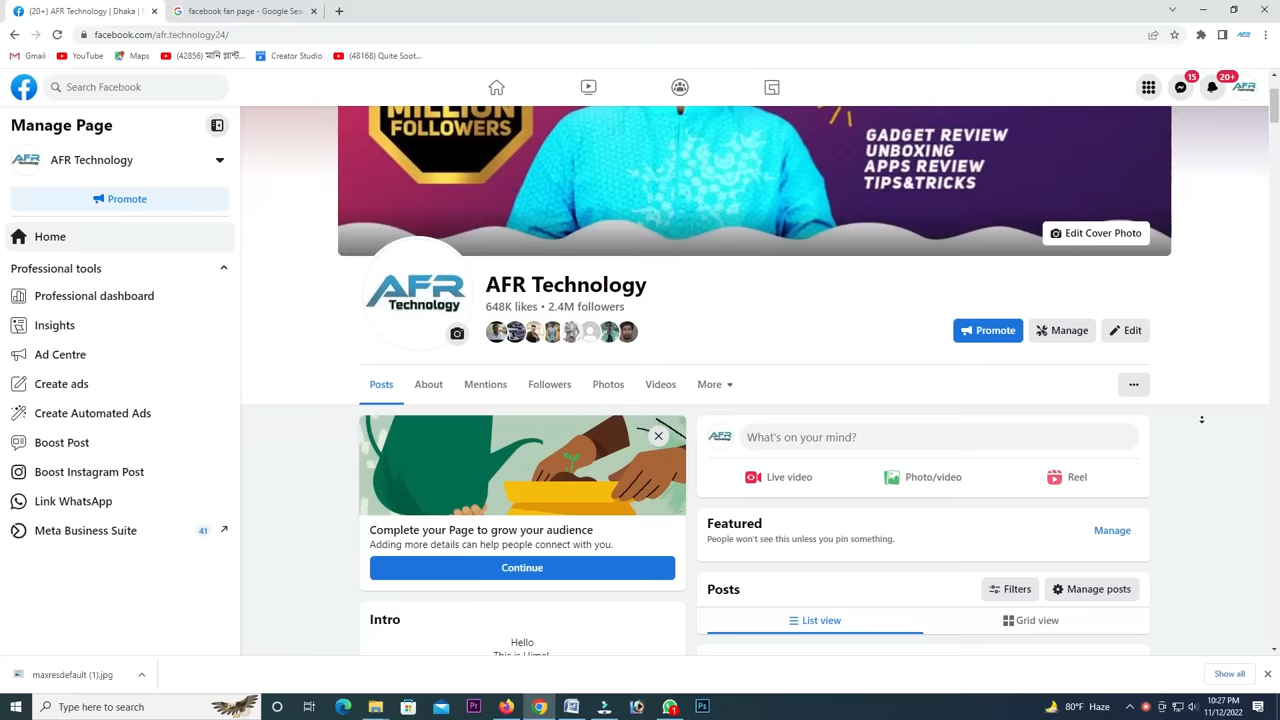 (20+) AFR Technology | Dhaka | F
facebook fan page - Google Sea
facebook.com/afr.technology24/
Gmail
YouTube
Maps
(42856) মানি প্লান্ট...
Creator Studio
(48168) Quite Soot...
Search Facebook
15
20+
AFR
Manage Page
AFR Technology
Promote
Home
Professional tools
Professional dashboard
Insights
Ad Centre
Create ads
Create Automated Ads
Boost Post
Boost Instagram Post
Link WhatsApp
Meta Business Suite
41
MILLION
FOLLOWERS
GADGET REVIEW
UNBOXING
APPS REVIEW
TIPS&TRICKS
Edit Cover Photo
AFR
Technology
AFR Technology
648K likes • 2.4M followers
Promote
Manage
Edit
Posts
About
Mentions
Followers
Photos
Videos
More
Complete your Page to grow your audience
Adding more details can help people connect with you.
Continue
Intro
Hello
What's on your mind?
Live video
Photo/video
Reel
Featured
People won't see this unless you pin something.
Manage
Posts
Filters
Manage posts
List view
Grid view
maxresdefault (1).jpg
Show all
Type here to search
80°F Haze
10:27 PM
11/12/2022